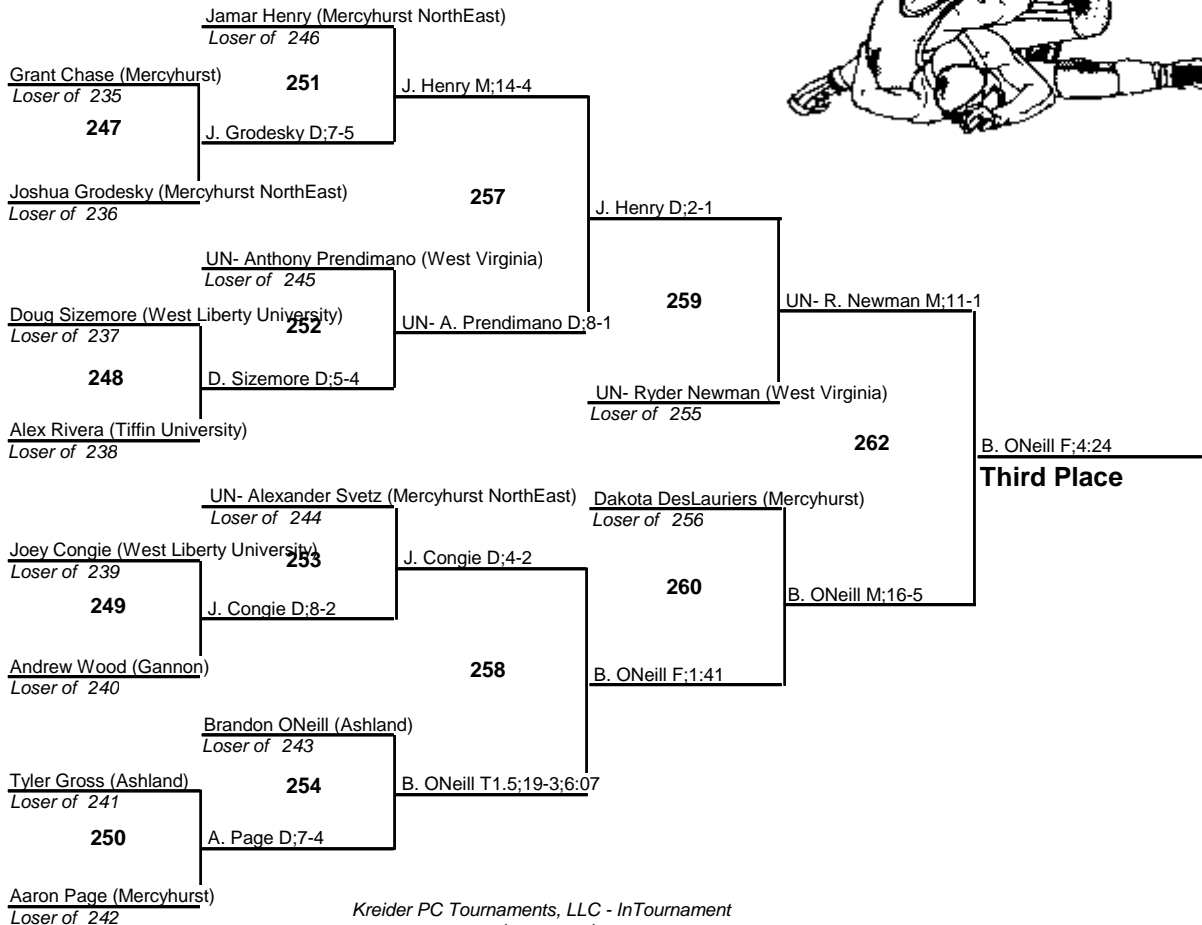 Jamar Henry (Mercyhurst NorthEast)
Loser of 246
Grant Chase (Mercyhurst)
Loser of 235
251
J. Henry M;14-4
247
J. Grodesky D;7-5
Joshua Grodesky (Mercyhurst NorthEast)
Loser of 236
257
J. Henry D;2-1
UN- Anthony Prendimano (West Virginia)
Loser of 245
Doug Sizemore (West Liberty University)
Loser of 237
252
UN- A. Prendimano D;8-1
259
UN- R. Newman M;11-1
248
D. Sizemore D;5-4
UN- Ryder Newman (West Virginia)
Loser of 255
Alex Rivera (Tiffin University)
Loser of 238
262
B. ONeill F;4:24
Third Place
UN- Alexander Svetz (Mercyhurst NorthEast)
Loser of 244
Dakota DesLauriers (Mercyhurst)
Loser of 256
Joey Congie (West Liberty University)
Loser of 239
253
J. Congie D;4-2
260
B. ONeill M;16-5
249
J. Congie D;8-2
Andrew Wood (Gannon)
Loser of 240
258
B. ONeill F;1:41
Brandon ONeill (Ashland)
Loser of 243
Tyler Gross (Ashland)
Loser of 241
254
B. ONeill T1.5;19-3;6:07
250
A. Page D;7-4
Aaron Page (Mercyhurst)
Loser of 242
Kreider PC Tournaments, LLC - InTournament